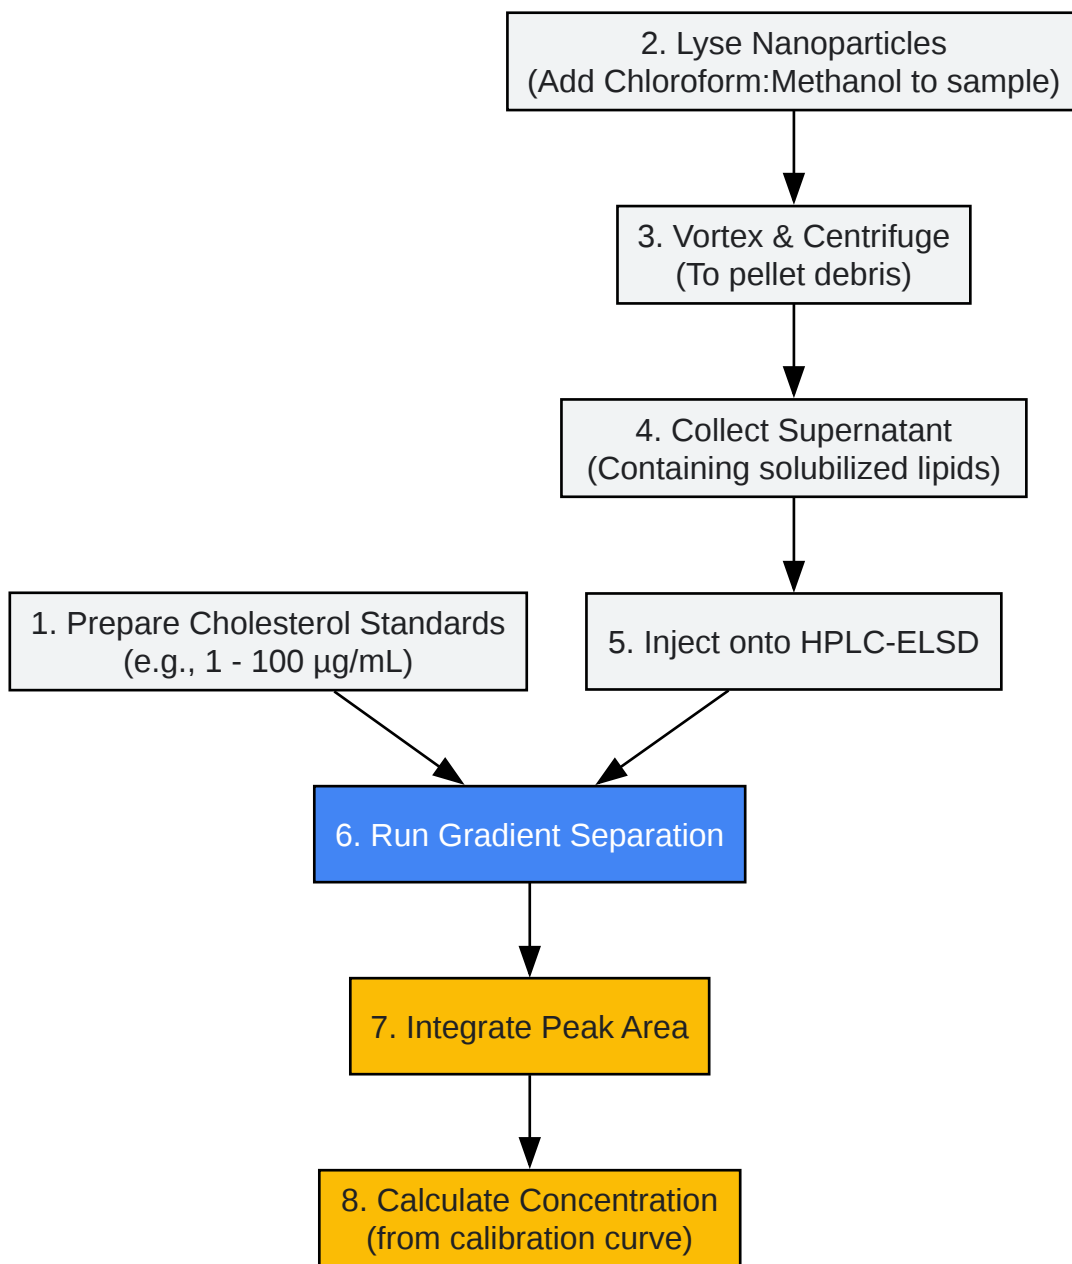 2. Lyse Nanoparticles
(Add Chloroform:Methanol to sample)
3. Vortex & Centrifuge
(To pellet debris)
4. Collect Supernatant
(Containing solubilized lipids)
1. Prepare Cholesterol Standards
(e.g., 1 - 100 µg/mL)
5. Inject onto HPLC-ELSD
6. Run Gradient Separation
7. Integrate Peak Area
8. Calculate Concentration
(from calibration curve)